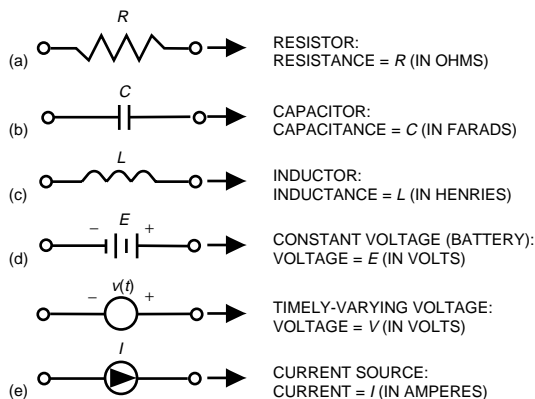 R
(a)
RESISTOR:
RESISTANCE = R (IN OHMS)
C
(b)
CAPACITOR:
CAPACITANCE = C (IN FARADS)
L
(c)
INDUCTOR:
INDUCTANCE = L (IN HENRIES)
− E +
(d)
CONSTANT VOLTAGE (BATTERY):
VOLTAGE = E (IN VOLTS)
− v(t) +
TIMELY-VARYING VOLTAGE:
VOLTAGE = V (IN VOLTS)
I
(e)
CURRENT SOURCE:
CURRENT = I (IN AMPERES)